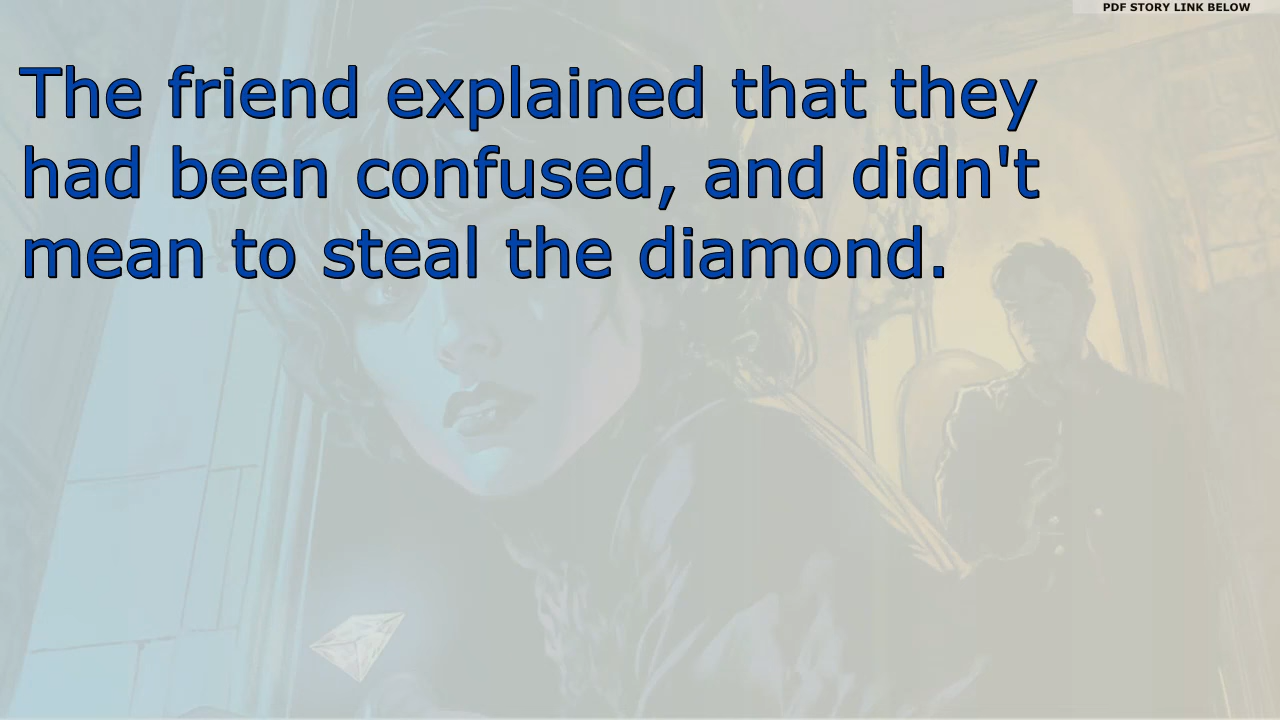 PDF STORY LINK BELOW
The friend explained that they
had been confused, and didn't
mean to steal the diamond.